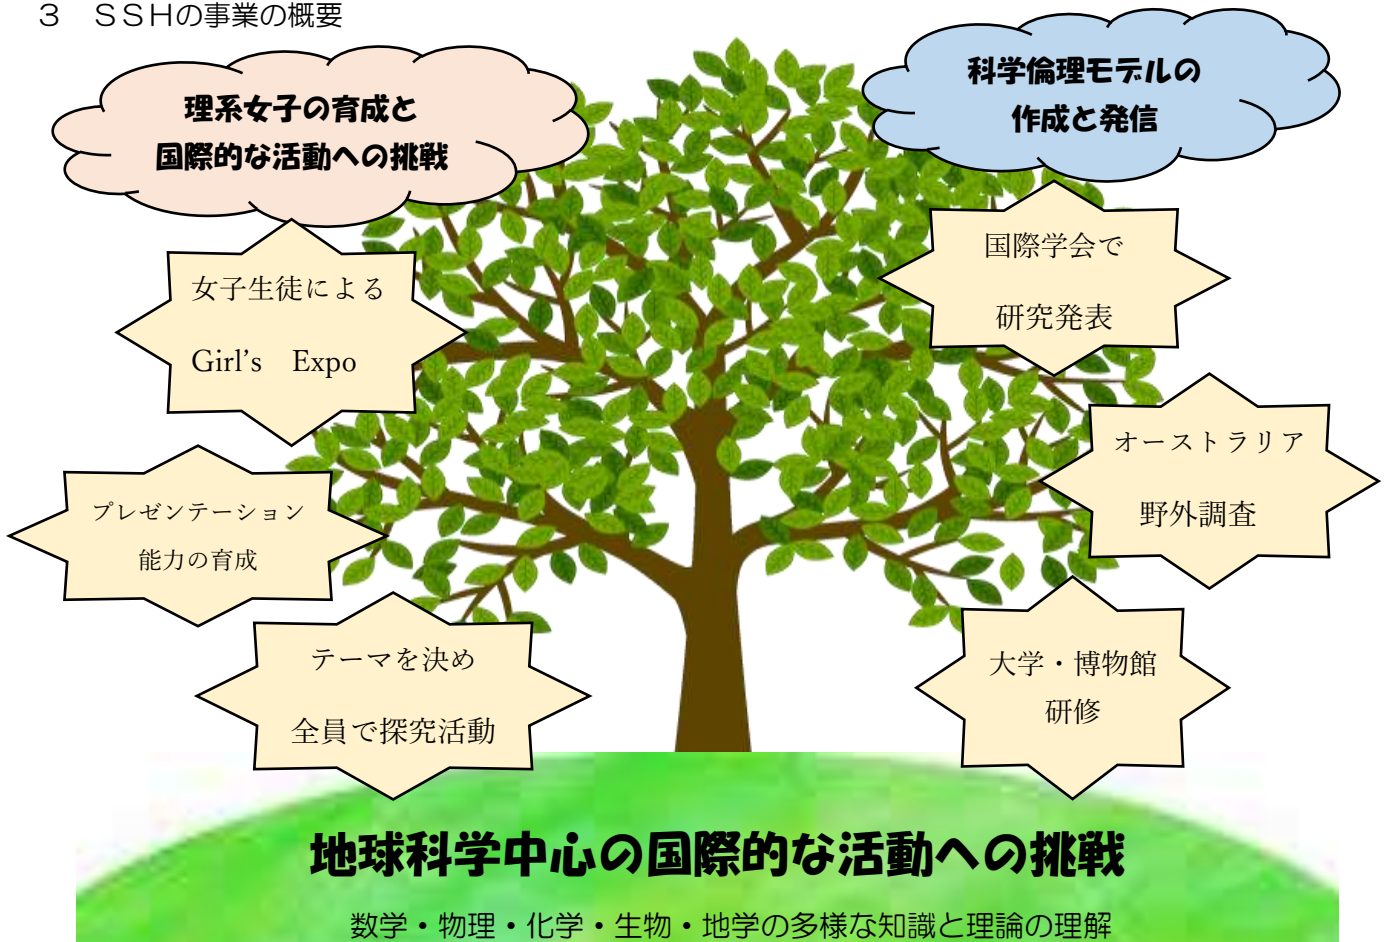 ３　ＳＳＨの事業の概要
理系女子の育成と
国際的な活動への挑戦
科学倫理モデルの
作成と発信
女子生徒による
Girl’s　Expo
国際学会で
研究発表
プレゼンテーション
能力の育成
オーストラリア
野外調査
テーマを決め
全員で探究活動
大学・博物館
研修
地球科学中心の国際的な活動への挑戦
数学・物理・化学・生物・地学の多様な知識と理論の理解